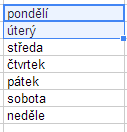 pondělí
úterý
středa
čtvrtek
pátek
sobota
neděle